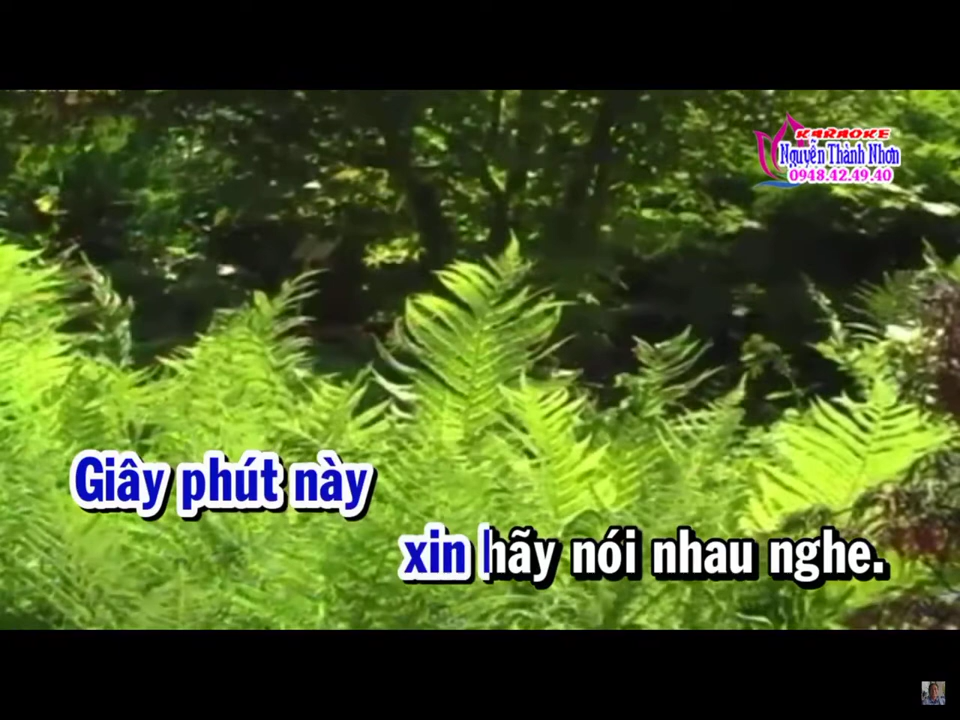 KARAOKE
Nguyễn Thành Nhơn
0948.42.49.40
Giây phút này
xin hãy nói nhau nghe.